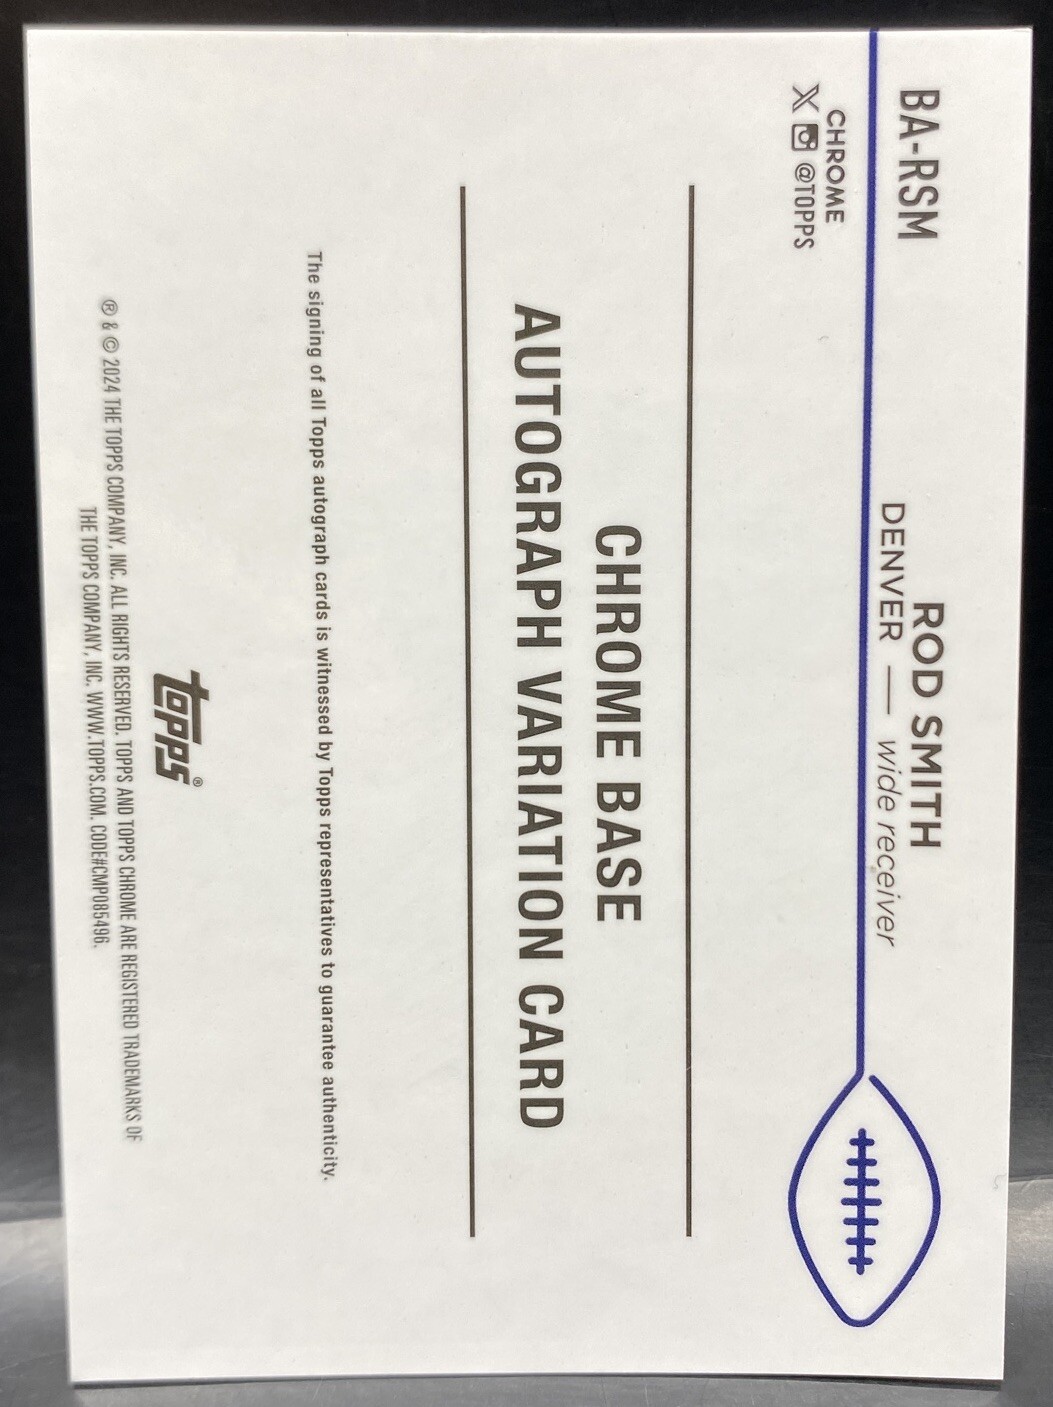 BA-RSM
ROD SMITH
DENVER — wide receiver
CHROME
X @TOPPS
CHROME BASE
AUTOGRAPH VARIATION CARD
The signing of all Topps autograph cards is witnessed by Topps representatives to guarantee authenticity.
topps®
® & © 2024 THE TOPPS COMPANY, INC. ALL RIGHTS RESERVED. TOPPS AND TOPPS CHROME ARE REGISTERED TRADEMARKS OF
THE TOPPS COMPANY, INC. WWW.TOPPS.COM. CODE#CMP085496.